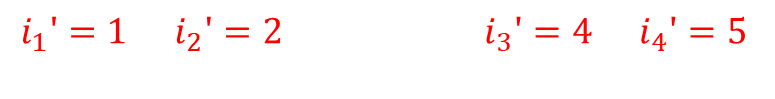 i₁' = 1 i₂' = 2 i₃' = 4 i₄' = 5